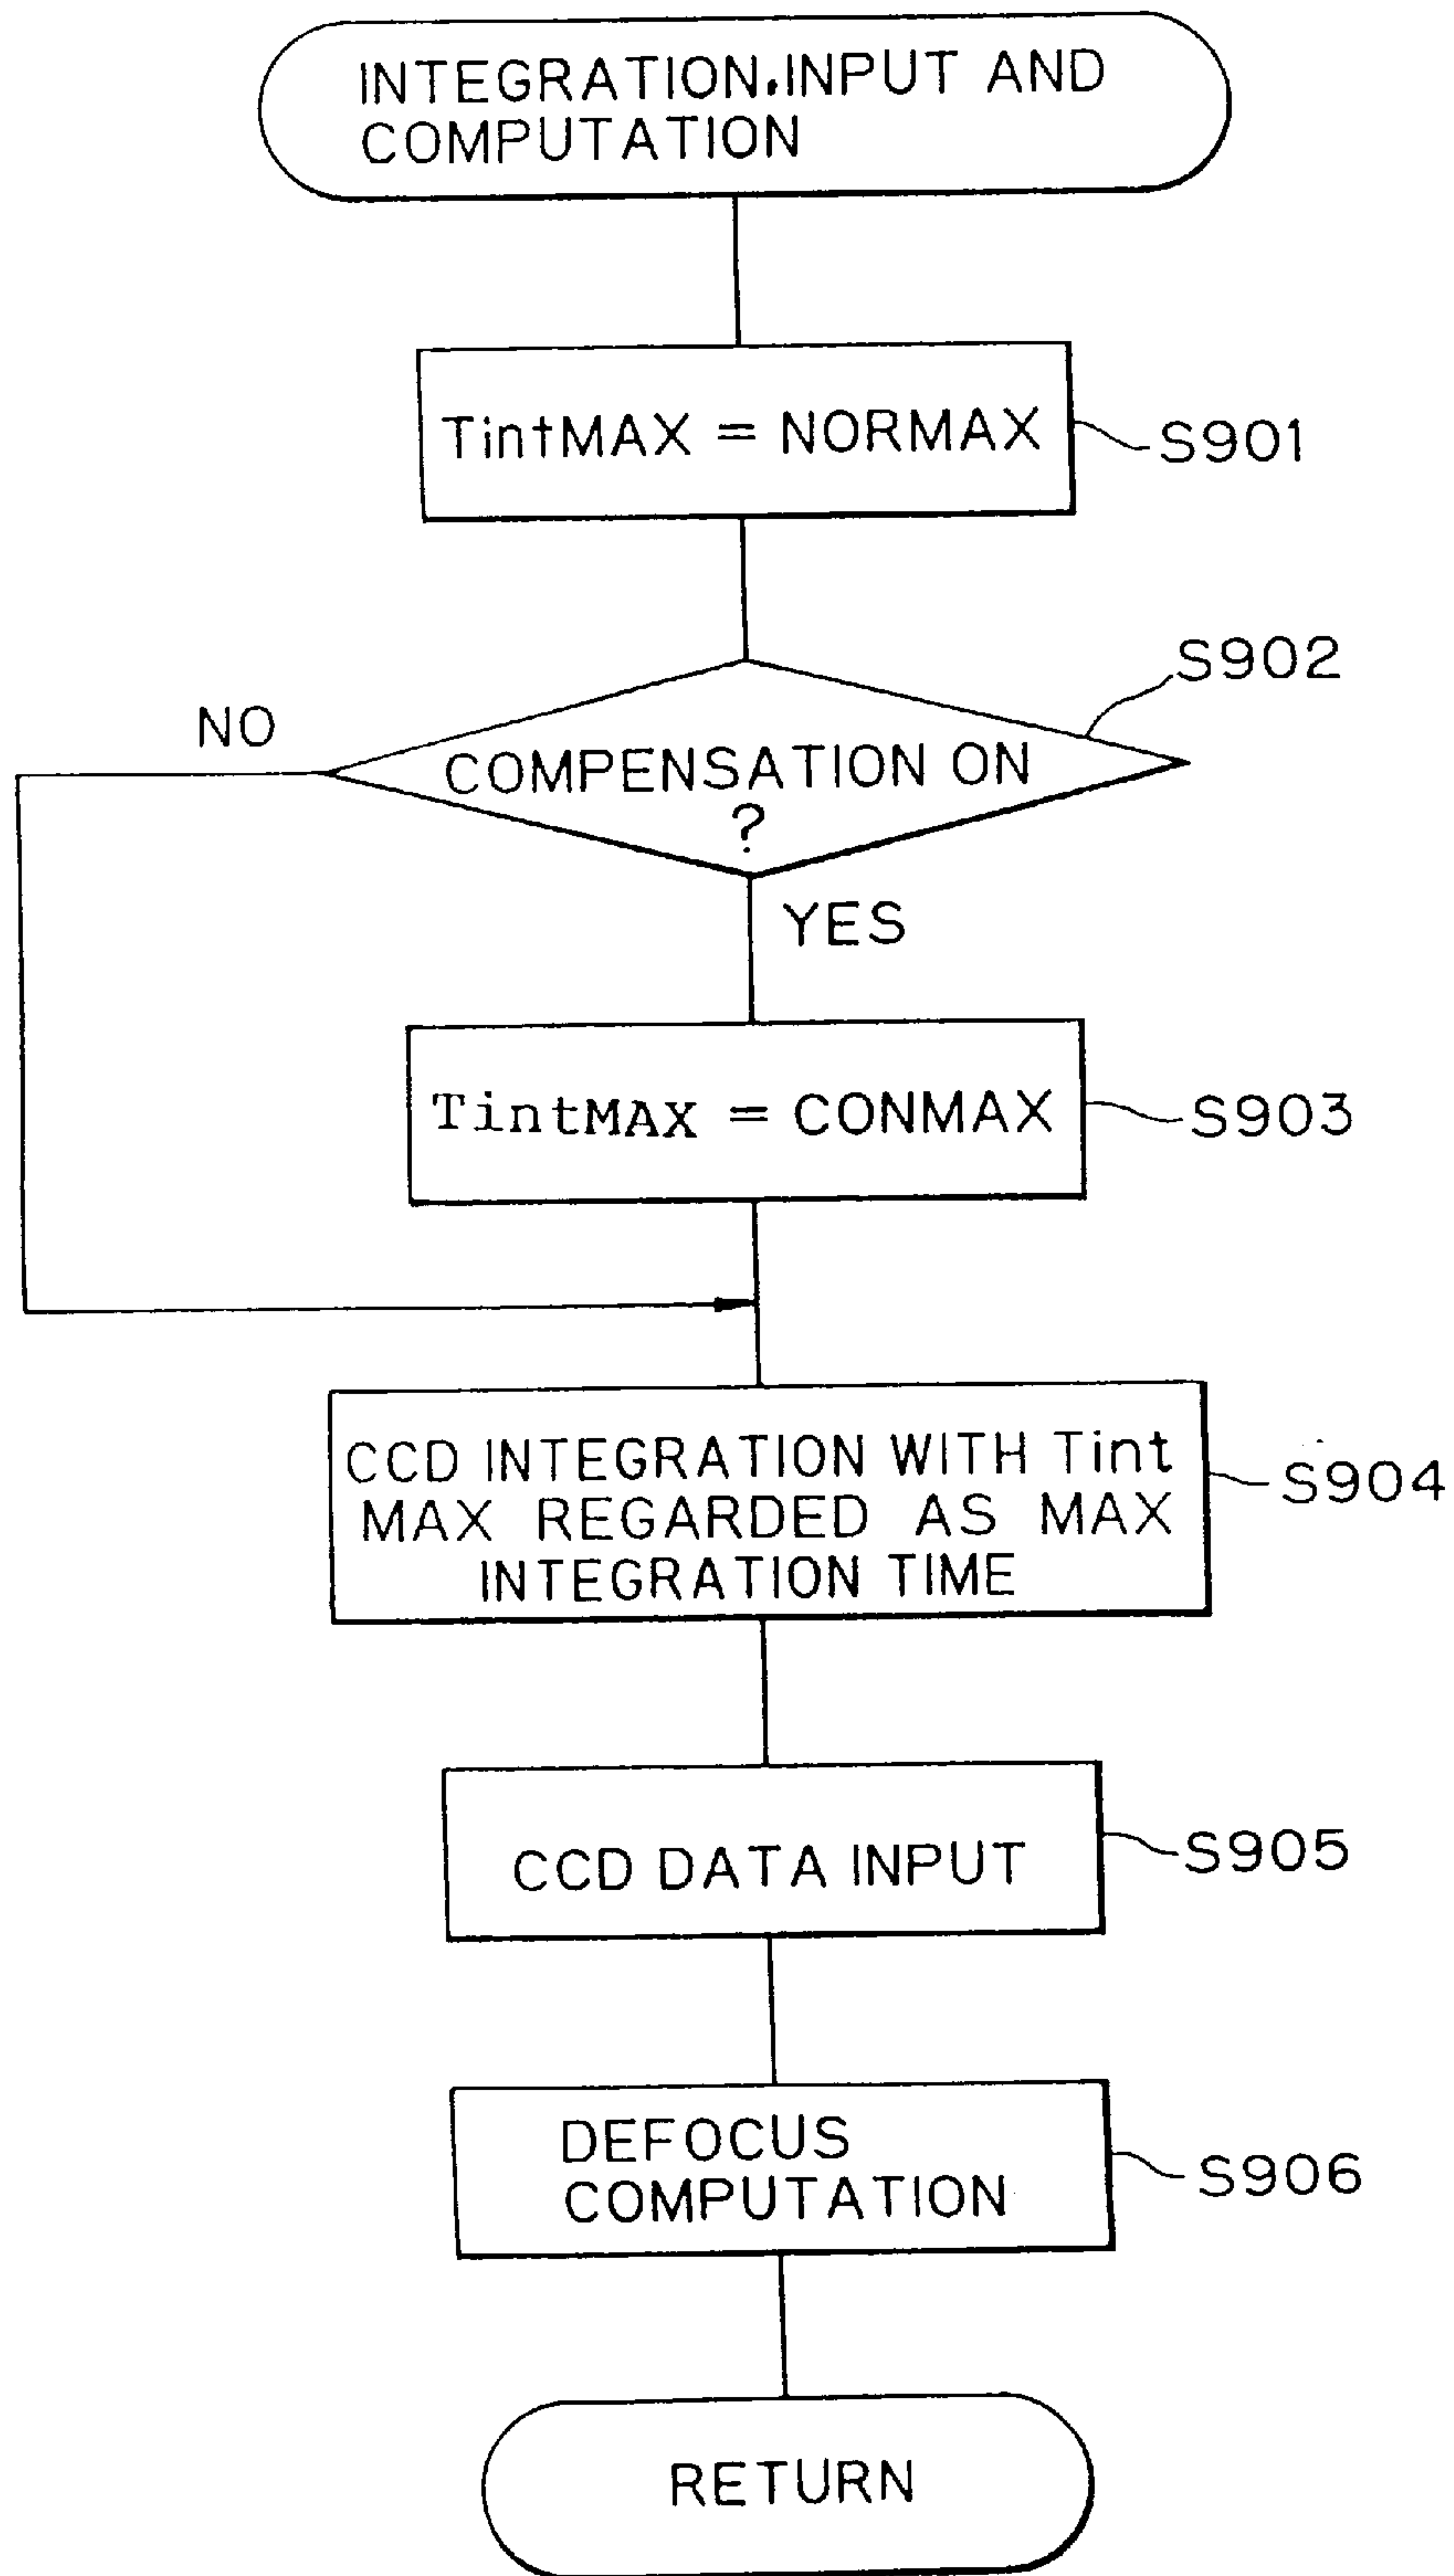 INTEGRATION.INPUT AND
COMPUTATION
TintMAX = NORMAX
S901
S902
NO
COMPENSATION ON
?
YES
TintMAX = CONMAX
S903
CCD INTEGRATION WITH Tint
MAX REGARDED AS MAX
INTEGRATION TIME
S904
CCD DATA INPUT
S905
DEFOCUS
COMPUTATION
S906
RETURN